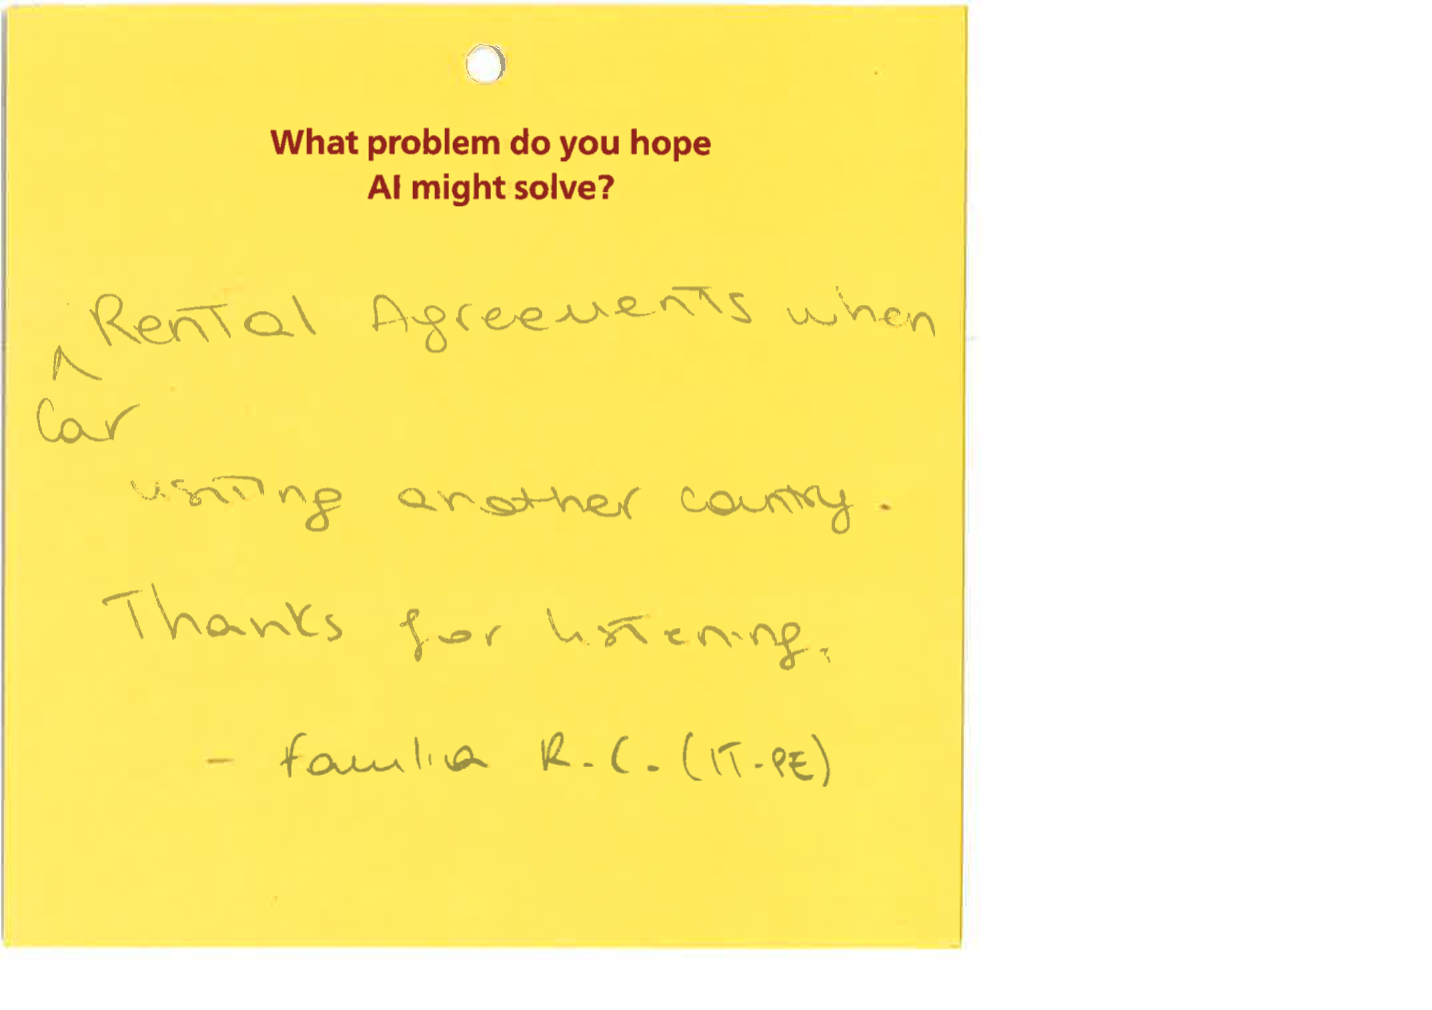 What problem do you hope
AI might solve?
Rental Agreements when
^
Car
visiting another country.
Thanks for listening.
- familia R.C. (IT-PE)